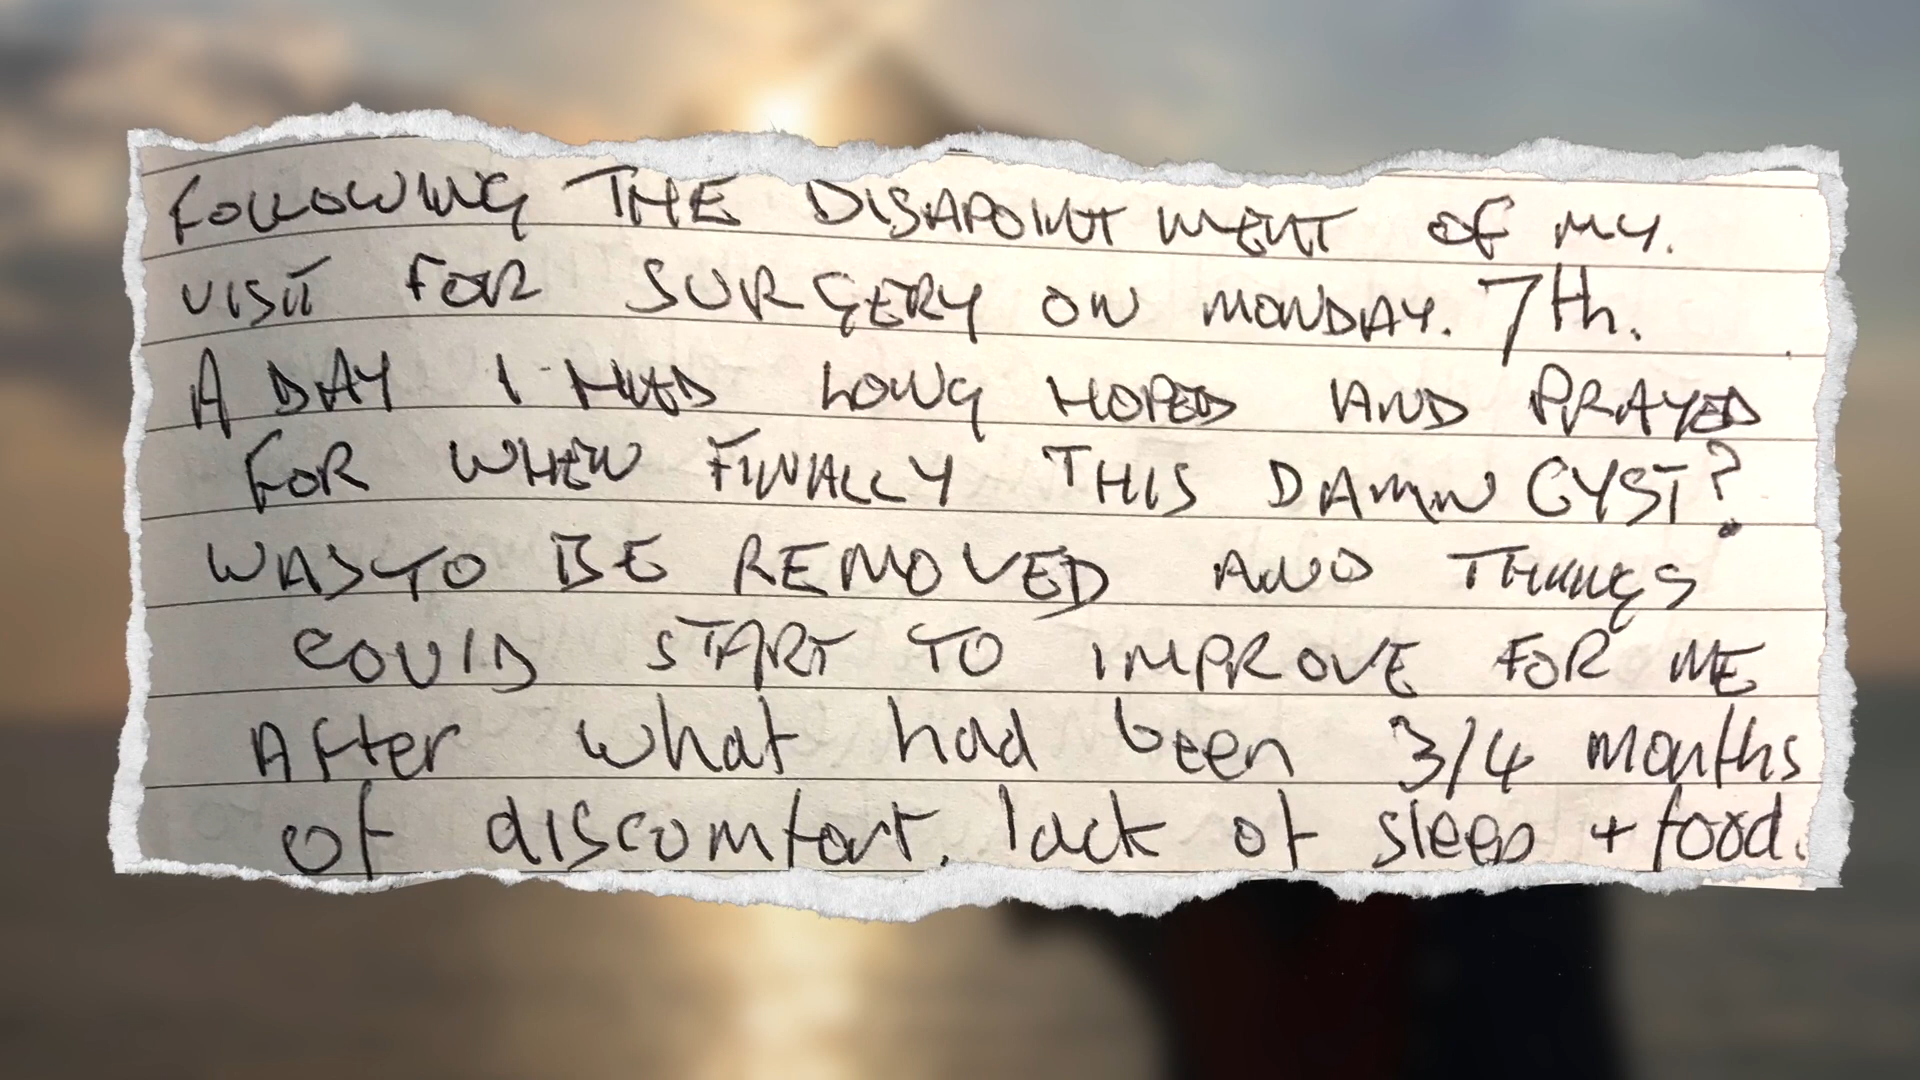 FOLLOWING THE DISAPOINTMENT OF MY.
VISIT FOR SURGERY ON MONDAY. 7th.
A DAY I HAD LONG HOPED AND PRAYED
FOR WHEN FINALLY THIS DAMN CYST?
WAS TO BE REMOVED AND THINGS
COULD START TO IMPROVE FOR ME
After what had been 3/4 months
of discomfort. lack of sleep + food.